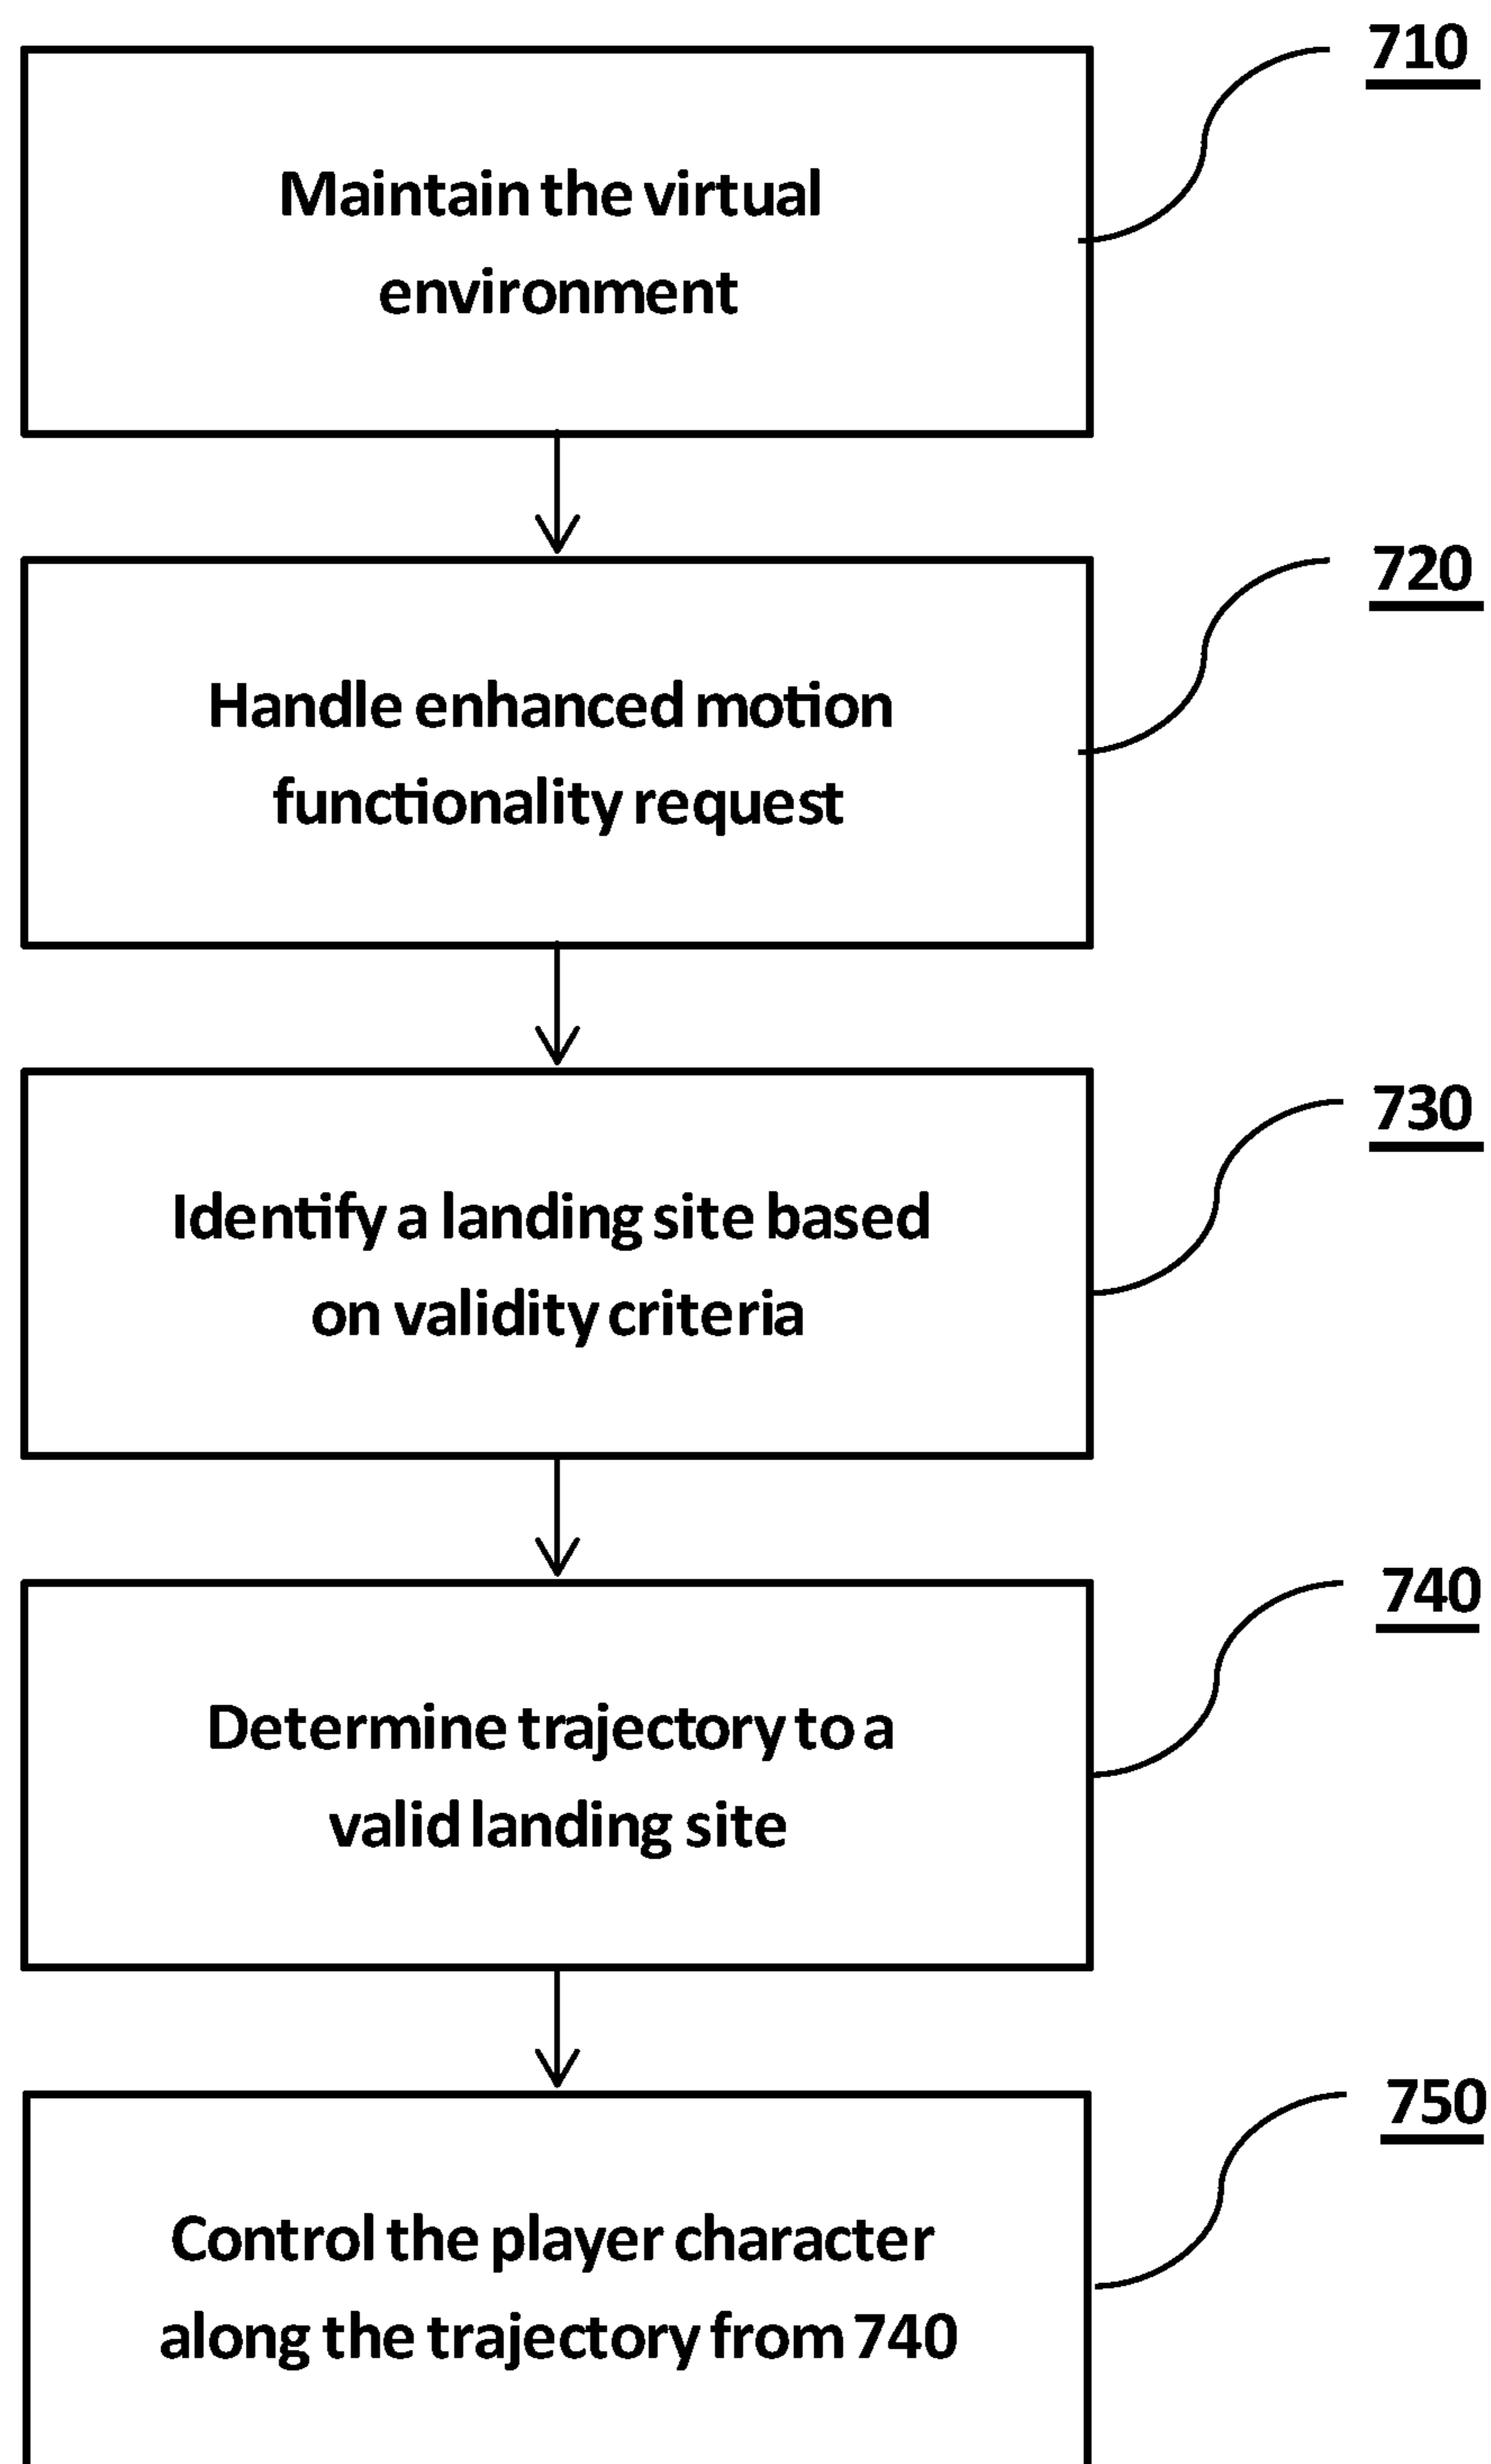 710
Maintain the virtual
environment
720
Handle enhanced motion
functionality request
730
Identify a landing site based
on validity criteria
740
Determine trajectory to a
valid landing site
750
Control the player character
along the trajectory from 740